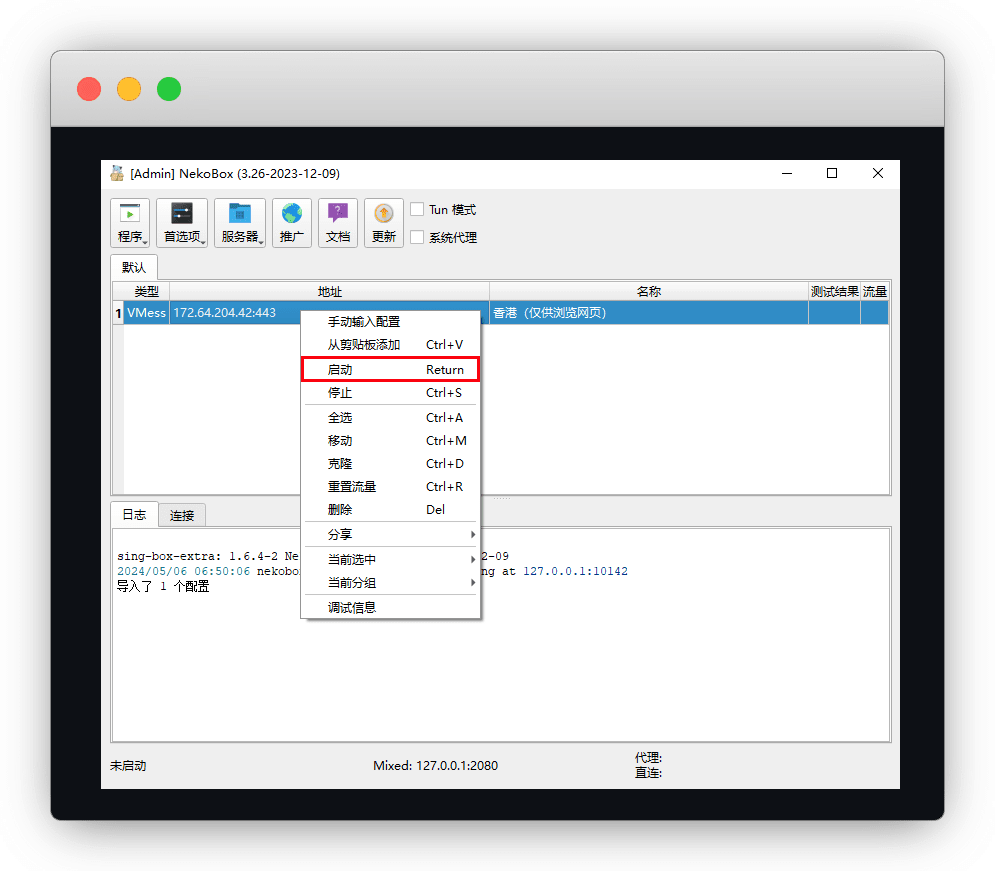 [Admin] NekoBox (3.26-2023-12-09)
程序 首选项 服务器 推广 文档 更新
Tun 模式
系统代理
默认
类型 地址 名称 测试结果 流量
1 VMess 172.64.204.42:443 香港（仅供浏览网页）
手动输入配置
从剪贴板添加 Ctrl+V
启动 Return
停止 Ctrl+S
全选 Ctrl+A
移动 Ctrl+M
克隆 Ctrl+D
重置流量 Ctrl+R
删除 Del
分享
当前选中
当前分组
调试信息
日志 连接
sing-box-extra: 1.6.4-2 Ne 2-09
2024/05/06 06:50:06 nekobo ng at 127.0.0.1:10142
导入了 1 个配置
未启动 Mixed: 127.0.0.1:2080
代理:
直连: